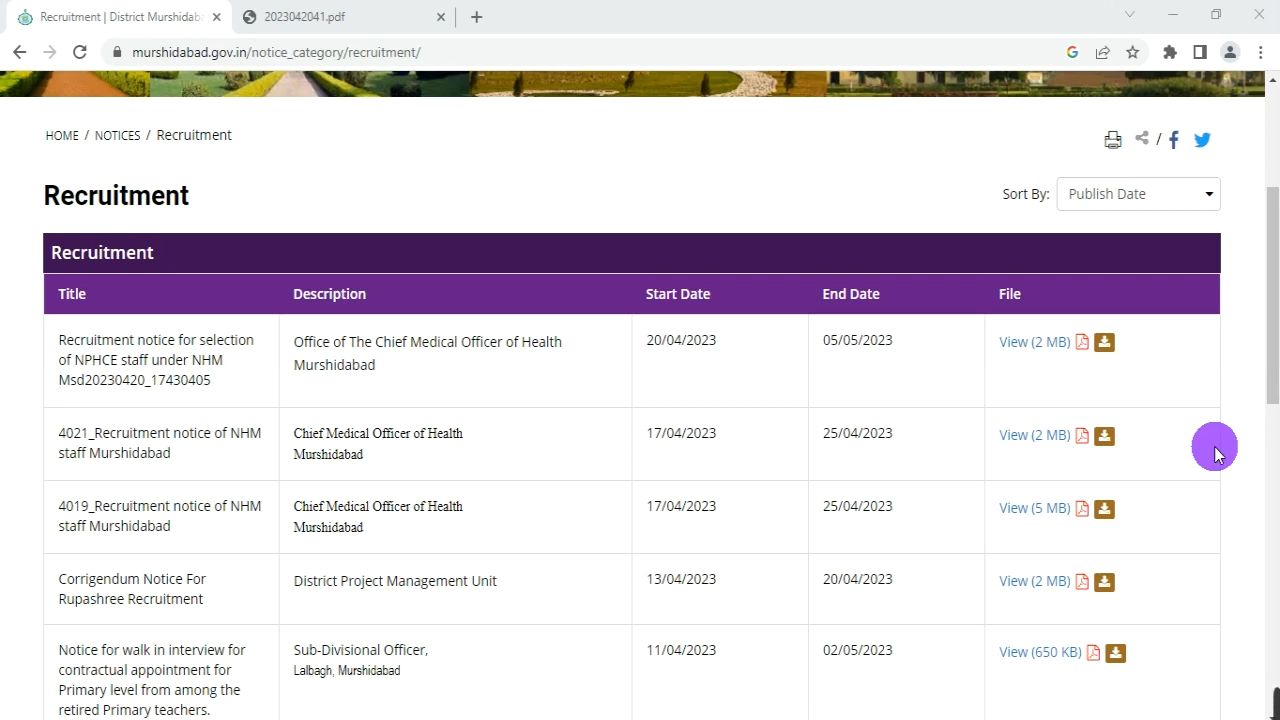 Recruitment | District Murshidab
2023042041.pdf
murshidabad.gov.in/notice_category/recruitment/
HOME / NOTICES / Recruitment
/
Recruitment
Sort By: Publish Date
Recruitment
Title Description Start Date End Date File
Recruitment notice for selection
of NPHCE staff under NHM
Msd20230420_17430405
Office of The Chief Medical Officer of Health
Murshidabad
20/04/2023
05/05/2023
View (2 MB)
4021_Recruitment notice of NHM
staff Murshidabad
Chief Medical Officer of Health
Murshidabad
17/04/2023
25/04/2023
View (2 MB)
4019_Recruitment notice of NHM
staff Murshidabad
Chief Medical Officer of Health
Murshidabad
17/04/2023
25/04/2023
View (5 MB)
Corrigendum Notice For
Rupashree Recruitment
District Project Management Unit
13/04/2023
20/04/2023
View (2 MB)
Notice for walk in interview for
contractual appointment for
Primary level from among the
retired Primary teachers.
Sub-Divisional Officer,
Lalbagh, Murshidabad
11/04/2023
02/05/2023
View (650 KB)